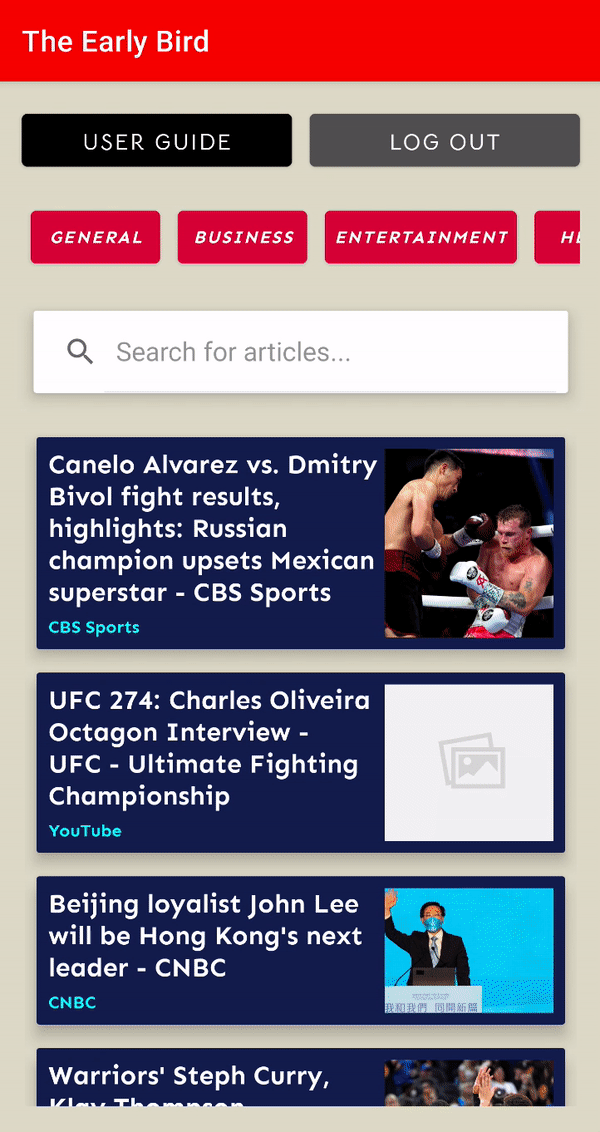 The Early Bird
USER GUIDE
LOG OUT
GENERAL
BUSINESS
ENTERTAINMENT
Search for articles...
Canelo Alvarez vs. Dmitry
Bivol fight results,
highlights: Russian
champion upsets Mexican
superstar - CBS Sports
CBS Sports
UFC 274: Charles Oliveira
Octagon Interview -
UFC - Ultimate Fighting
Championship
YouTube
Beijing loyalist John Lee
will be Hong Kong's next
leader - CNBC
CNBC
我和我們 同開新篇
Warriors' Steph Curry,
Klay Thompson